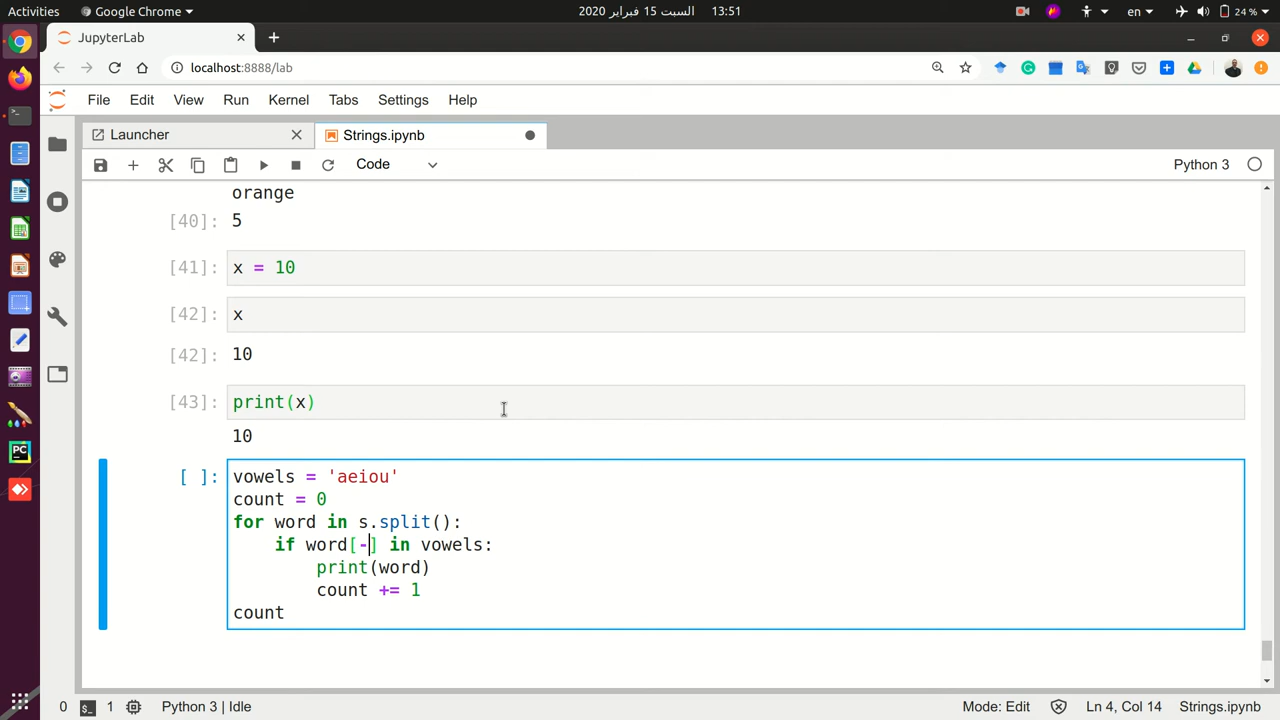 Activities Google Chrome السبت 15 فبراير 2020 13:51 en 24 %
JupyterLab
localhost:8888/lab
File Edit View Run Kernel Tabs Settings Help
Launcher Strings.ipynb
Code Python 3
orange
[40]: 5
[41]: x = 10
[42]: x
[42]: 10
[43]: print(x)
10
[ ]: vowels = 'aeiou'
count = 0
for word in s.split():
if word[-] in vowels:
print(word)
count += 1
count
0 1 Python 3 | Idle Mode: Edit Ln 4, Col 14 Strings.ipynb